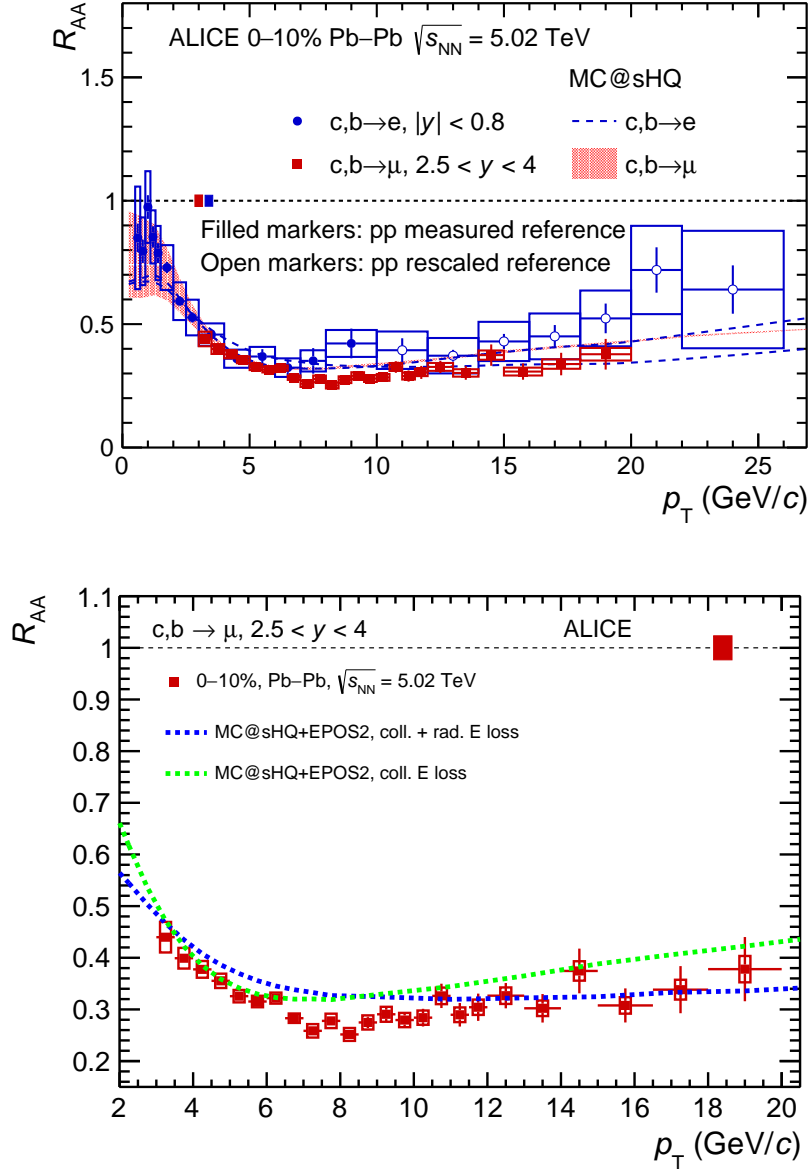 R_AA
ALICE 0–10% Pb–Pb √s_NN = 5.02 TeV
MC@sHQ
c,b→e, |y| < 0.8
c,b→e
c,b→μ, 2.5 < y < 4
c,b→μ
Filled markers: pp measured reference
Open markers: pp rescaled reference
1.5
1
0.5
0
0 5 10 15 20 25
p_T (GeV/c)
R_AA
c,b → μ, 2.5 < y < 4
ALICE
0–10%, Pb–Pb, √s_NN = 5.02 TeV
MC@sHQ+EPOS2, coll. + rad. E loss
MC@sHQ+EPOS2, coll. E loss
1.1
1
0.9
0.8
0.7
0.6
0.5
0.4
0.3
0.2
2 4 6 8 10 12 14 16 18 20
p_T (GeV/c)